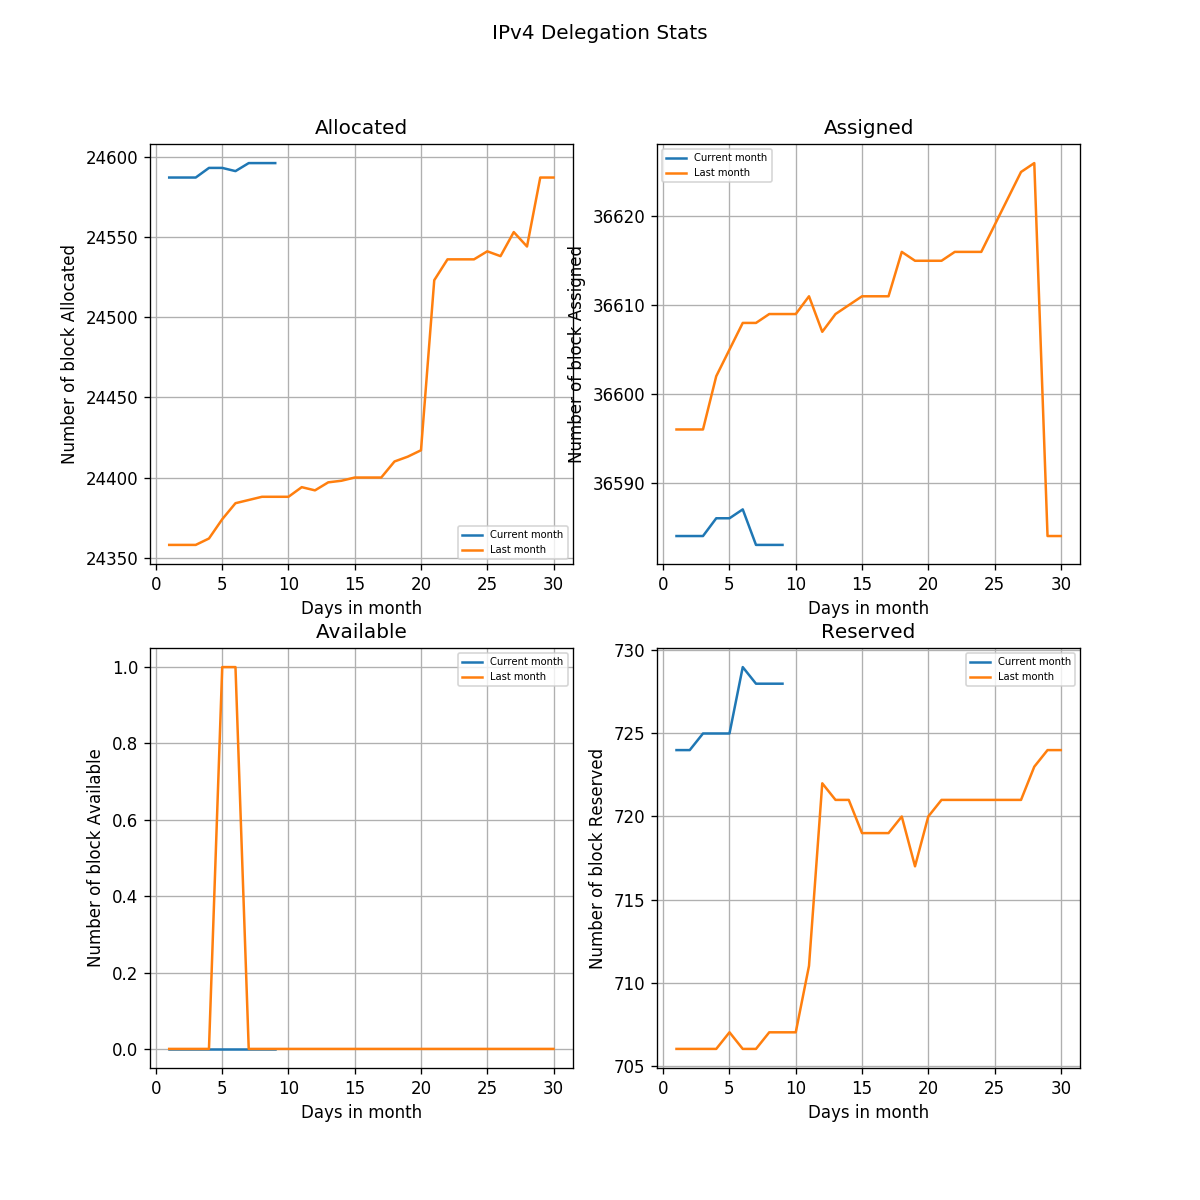 IPv4 Delegation Stats
Allocated
Number of block Allocated
24600
24550
24500
24450
24400
24350
0 5 10 15 20 25 30
Days in month
Current month
Last month
Assigned
Number of block Assigned
36620
36610
36600
36590
0 5 10 15 20 25 30
Days in month
Current month
Last month
Available
Number of block Available
1.0
0.8
0.6
0.4
0.2
0.0
0 5 10 15 20 25 30
Days in month
Current month
Last month
Reserved
Number of block Reserved
730
725
720
715
710
705
0 5 10 15 20 25 30
Days in month
Current month
Last month